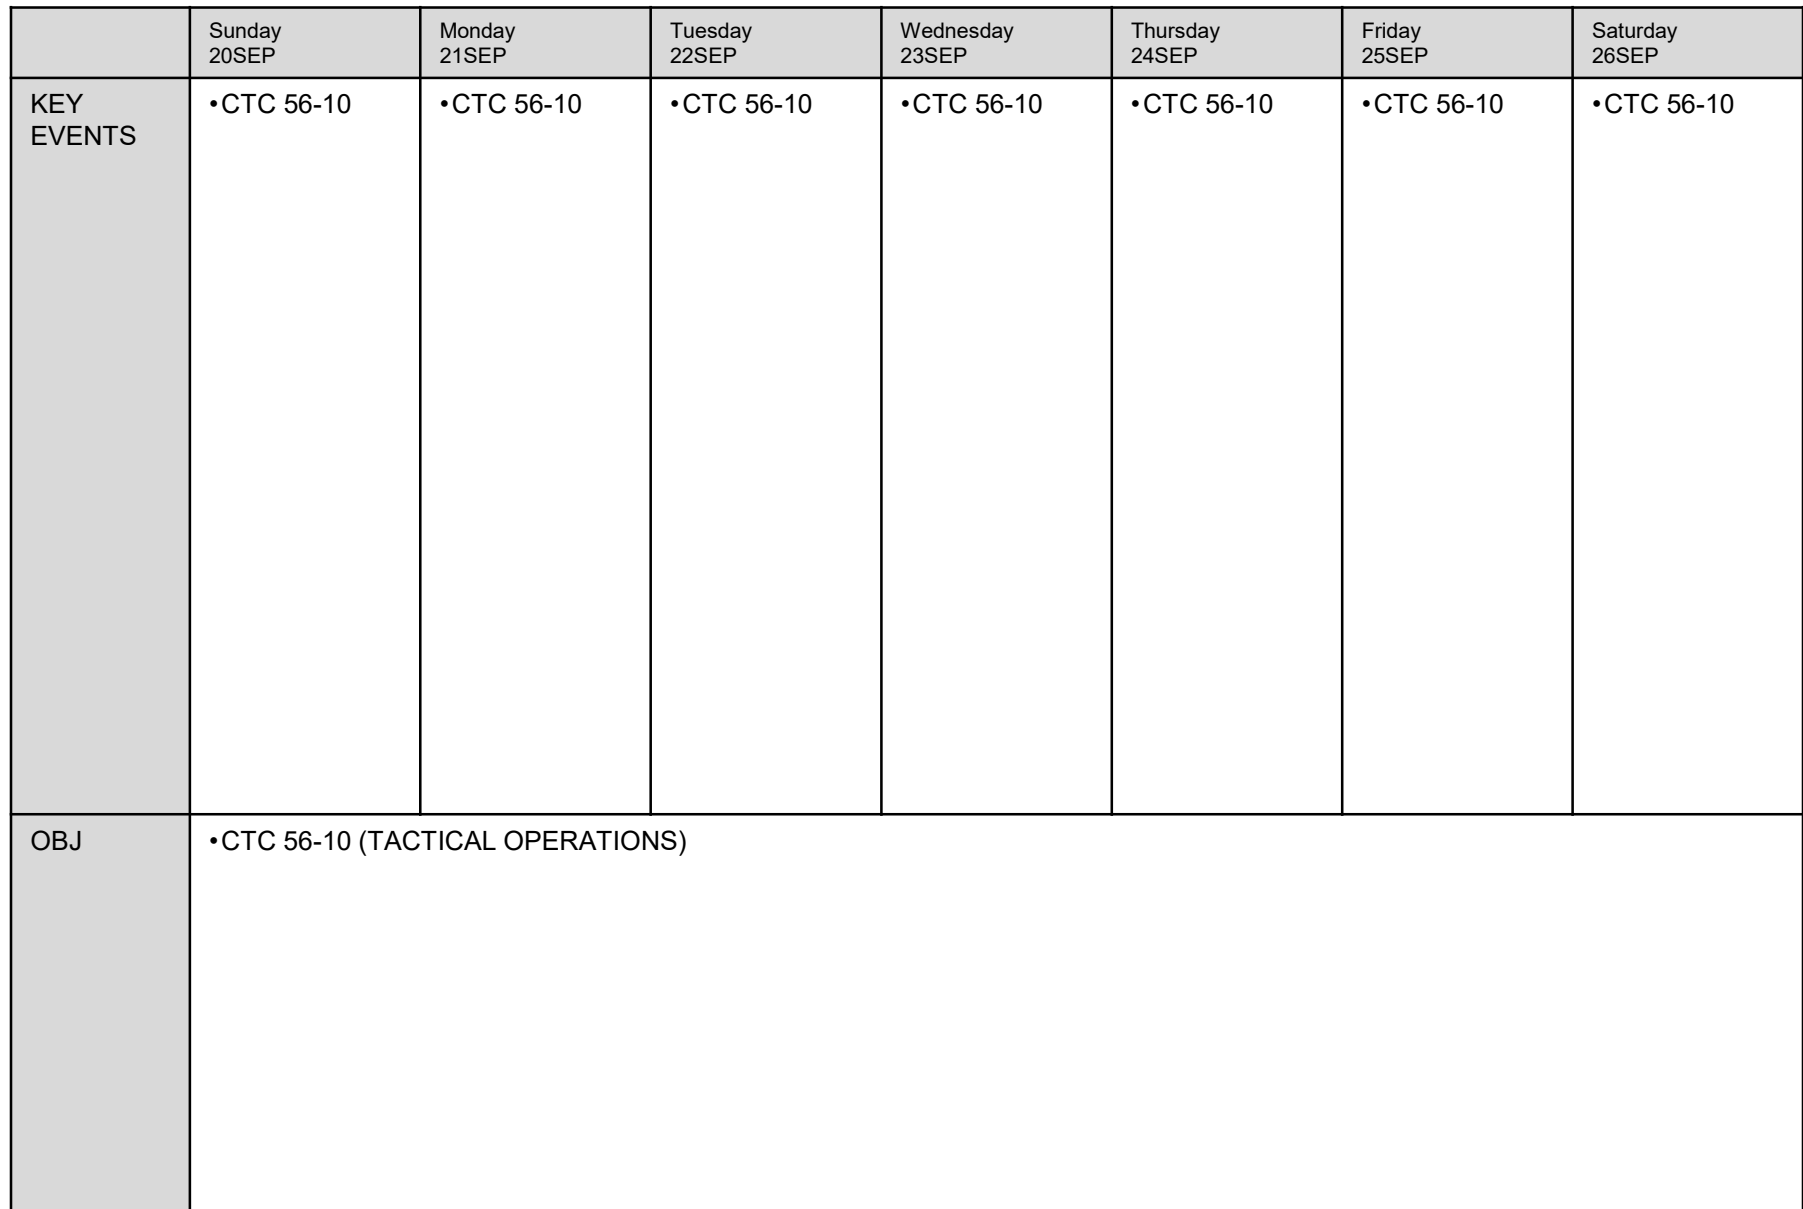 Sunday
20SEP
Monday
21SEP
Tuesday
22SEP
Wednesday
23SEP
Thursday
24SEP
Friday
25SEP
Saturday
26SEP
KEY
EVENTS
•CTC 56-10
•CTC 56-10
•CTC 56-10
•CTC 56-10
•CTC 56-10
•CTC 56-10
•CTC 56-10
OBJ
•CTC 56-10 (TACTICAL OPERATIONS)